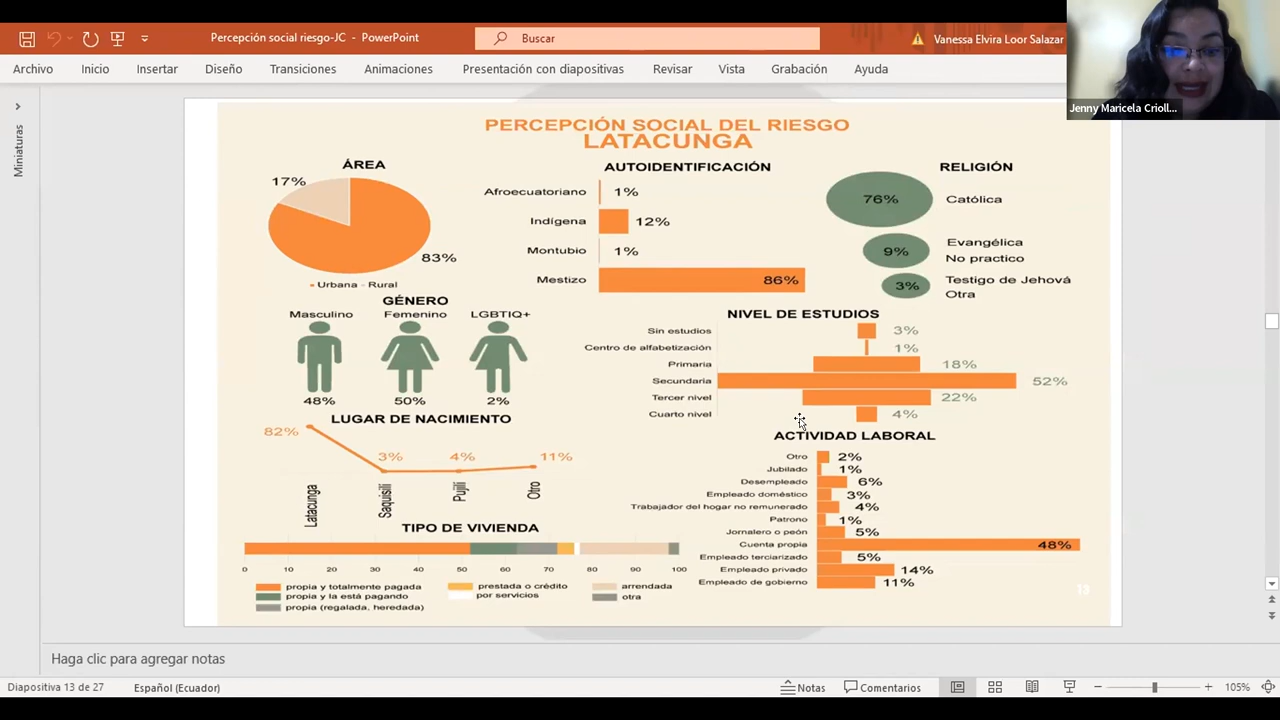 Percepción social riesgo-JC - PowerPoint
Buscar
Vanessa Elvira Loor Salazar
Archivo Inicio Insertar Diseño Transiciones Animaciones Presentación con diapositivas Revisar Vista Grabación Ayuda
Jenny Maricela Crioll...
Miniaturas
PERCEPCIÓN SOCIAL DEL RIESGO
LATACUNGA
ÁREA
17%
83%
Urbana - Rural
AUTOIDENTIFICACIÓN
Afroecuatoriano 1%
Indígena 12%
Montubio 1%
Mestizo 86%
RELIGIÓN
76% Católica
9% Evangélica
No practico
3% Testigo de Jehová
Otra
GÉNERO
Masculino Femenino LGBTIQ+
48% 50% 2%
NIVEL DE ESTUDIOS
Sin estudios 3%
Centro de alfabetización 1%
Primaria 18%
Secundaria 52%
Tercer nivel 22%
Cuarto nivel 4%
LUGAR DE NACIMIENTO
82% 3% 4% 11%
Latacunga Saquisilí Pujilí Otro
ACTIVIDAD LABORAL
Otro 2%
Jubilado 1%
Desempleado 6%
Empleado doméstico 3%
Trabajador del hogar no remunerado 4%
Patrono 1%
Jornalero o peón 5%
Cuenta propia 48%
Empleado terciarizado 5%
Empleado privado 14%
Empleado de gobierno 11%
TIPO DE VIVIENDA
0 10 20 30 40 50 60 70 80 90 100
propia y totalmente pagada
propia y la está pagando
propia (regalada, heredada)
prestada o crédito
por servicios
arrendada
otra
13
Haga clic para agregar notas
Diapositiva 13 de 27 Español (Ecuador) Notas Comentarios 105%